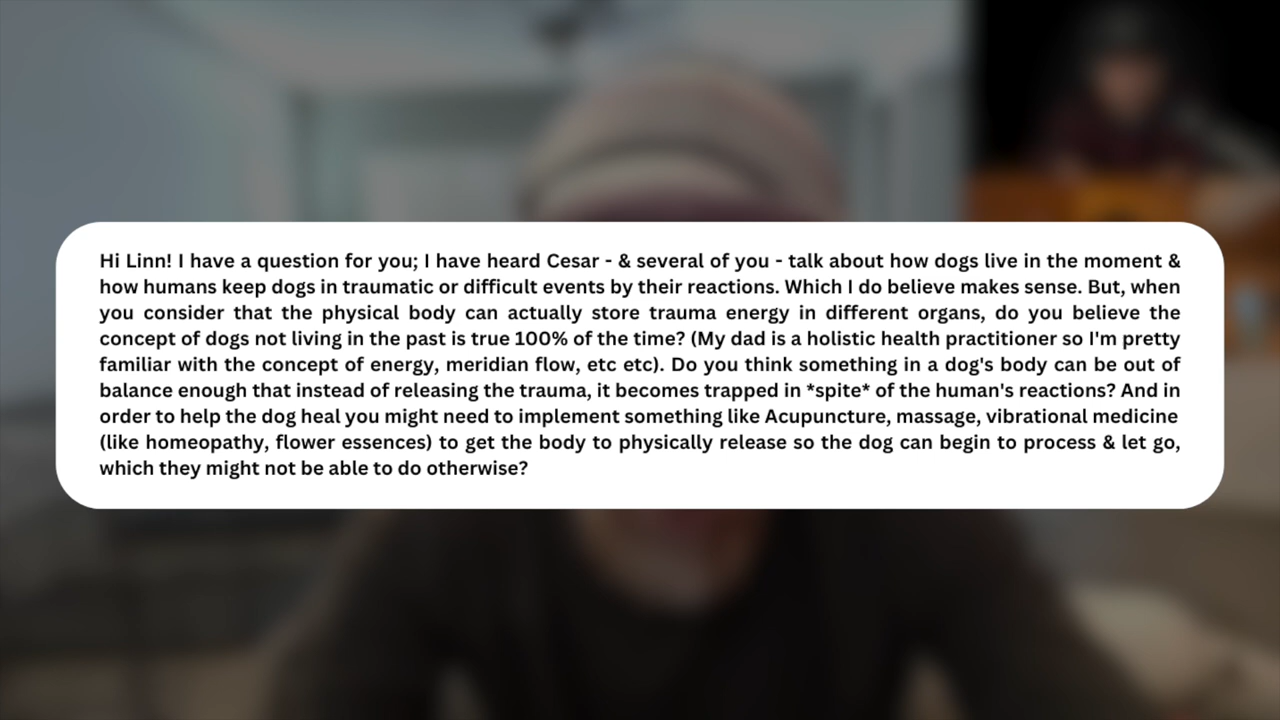 Hi Linn! I have a question for you; I have heard Cesar - & several of you - talk about how dogs live in the moment &
how humans keep dogs in traumatic or difficult events by their reactions. Which I do believe makes sense. But, when
you consider that the physical body can actually store trauma energy in different organs, do you believe the
concept of dogs not living in the past is true 100% of the time? (My dad is a holistic health practitioner so I'm pretty
familiar with the concept of energy, meridian flow, etc etc). Do you think something in a dog's body can be out of
balance enough that instead of releasing the trauma, it becomes trapped in *spite* of the human's reactions? And in
order to help the dog heal you might need to implement something like Acupuncture, massage, vibrational medicine
(like homeopathy, flower essences) to get the body to physically release so the dog can begin to process & let go,
which they might not be able to do otherwise?